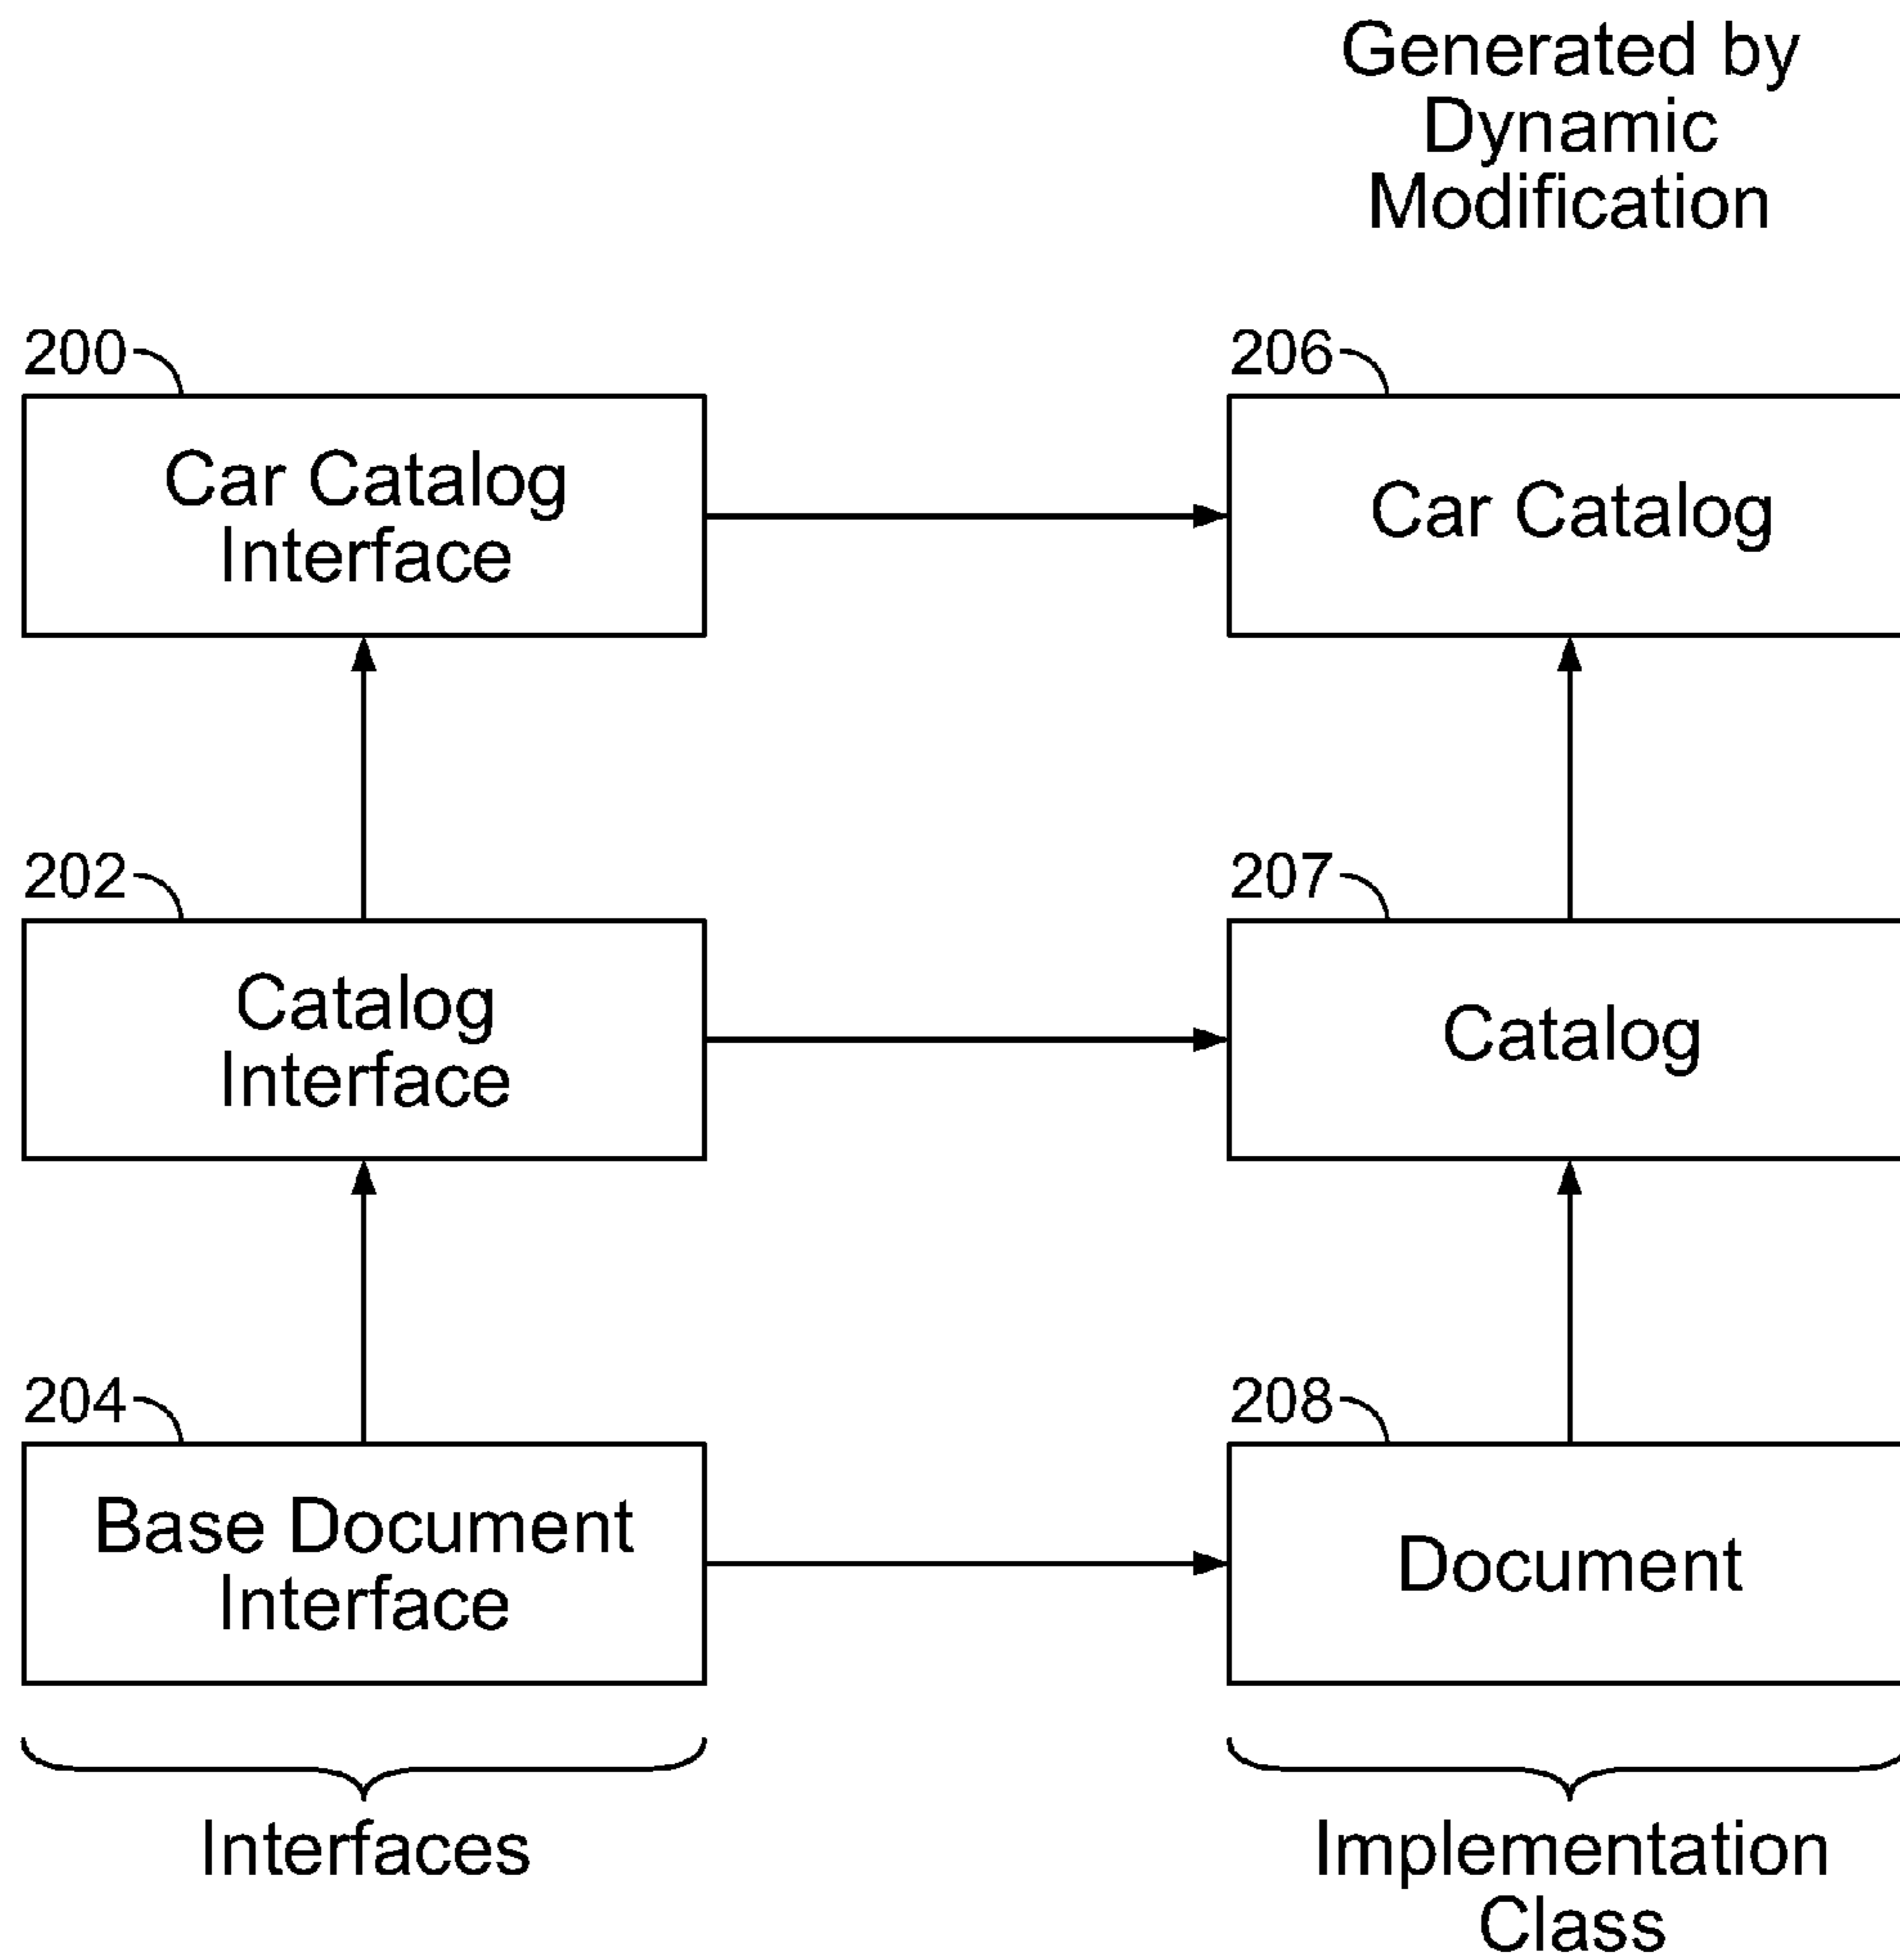 Generated by
Dynamic
Modification
200
206
Car Catalog
Interface
Car Catalog
202
207
Catalog
Interface
Catalog
204
208
Base Document
Interface
Document
Interfaces
Implementation
Class